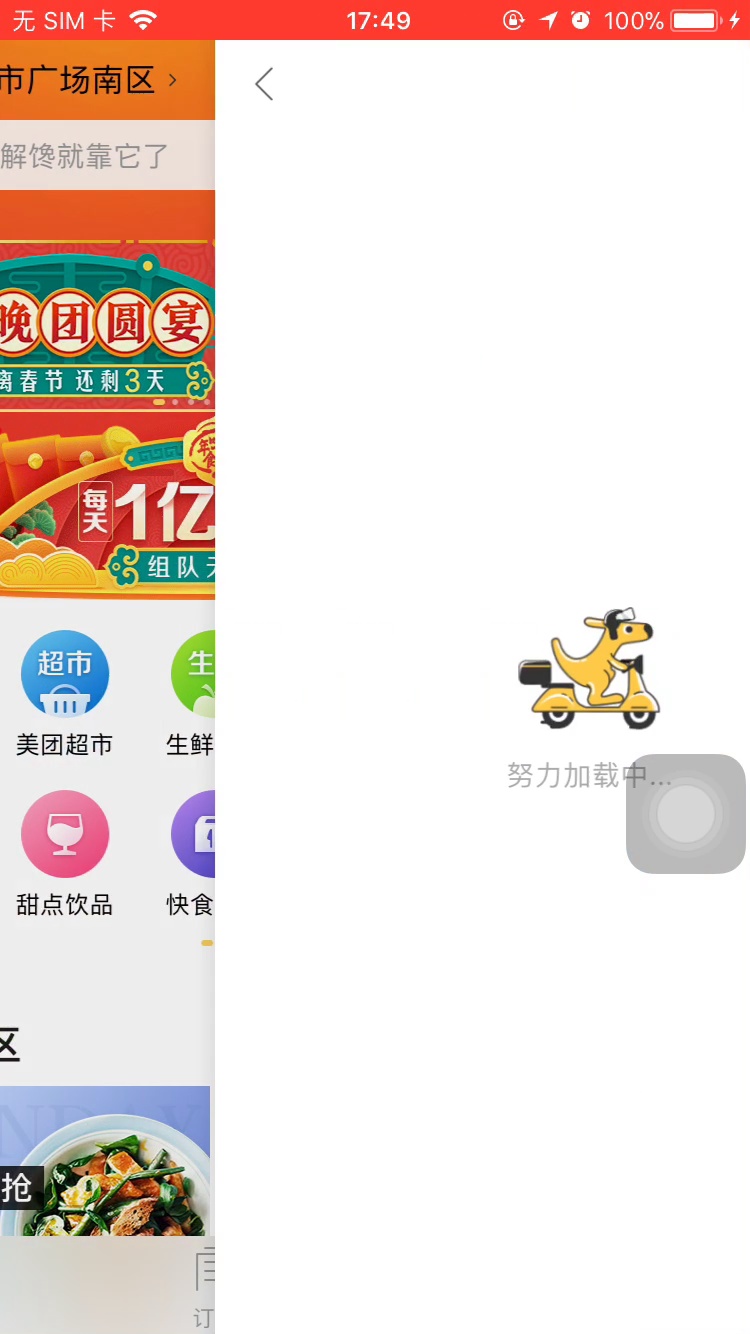 无 SIM 卡
17:49
100%
市广场南区
解馋就靠它了
晚团圆宴
离春节 还剩3天
每天1亿
组队
努力加载中...
超市
生
美团超市
生鲜
甜点饮品
快食
区
抢
订